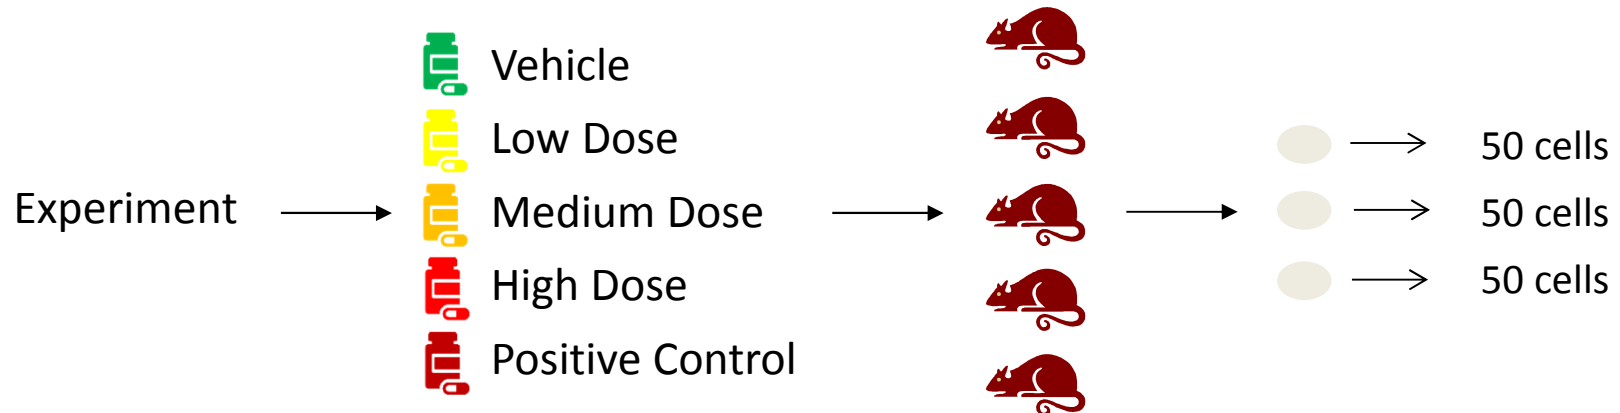 Experiment
Vehicle
Low Dose
Medium Dose
High Dose
Positive Control
50 cells
50 cells
50 cells